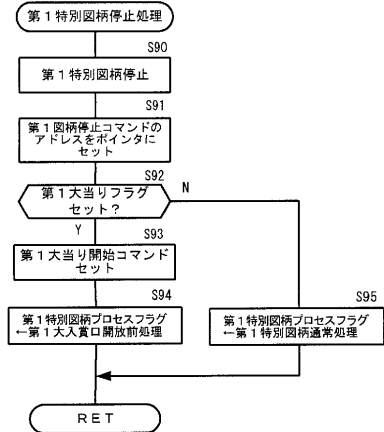 第１特別図柄停止処理
S90
第１特別図柄停止
S91
第１図柄停止コマンドの
アドレスをポインタに
セット
S92
第１大当りフラグ
セット？
N
Y
S93
第１大当り開始コマンド
セット
S94
第１特別図柄プロセスフラグ
←第１大入賞口開放前処理
S95
第１特別図柄プロセスフラグ
←第１特別図柄通常処理
ＲＥＴ